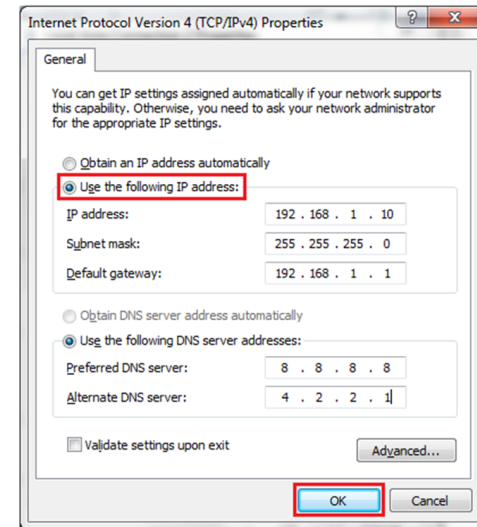 Internet Protocol Version 4 (TCP/IPv4) Properties
General
You can get IP settings assigned automatically if your network supports
this capability. Otherwise, you need to ask your network administrator
for the appropriate IP settings.
Obtain an IP address automatically
Use the following IP address:
IP address: 192 . 168 . 1 . 10
Subnet mask: 255 . 255 . 255 . 0
Default gateway: 192 . 168 . 1 . 1
Obtain DNS server address automatically
Use the following DNS server addresses:
Preferred DNS server: 8 . 8 . 8 . 8
Alternate DNS server: 4 . 2 . 2 . 1
Validate settings upon exit
Advanced...
OK Cancel